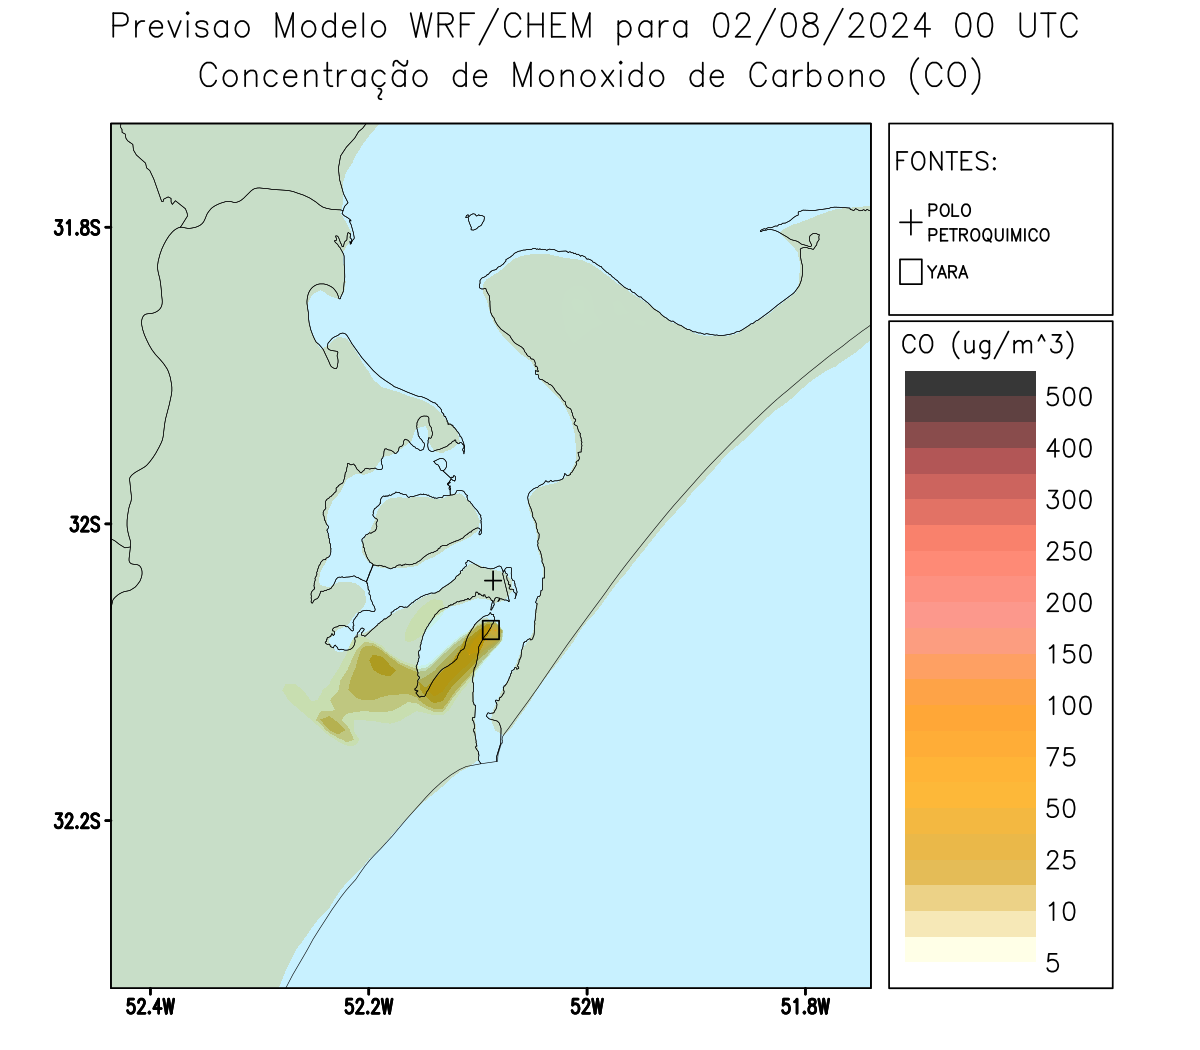 Previsao Modelo WRF/CHEM para 02/08/2024 00 UTC
Concentração de Monoxido de Carbono (CO)
FONTES:
POLO
PETROQUIMICO
YARA
CO (ug/m^3)
500
400
300
250
200
150
100
75
50
25
10
5
31.8S
32S
32.2S
52.4W
52.2W
52W
51.8W